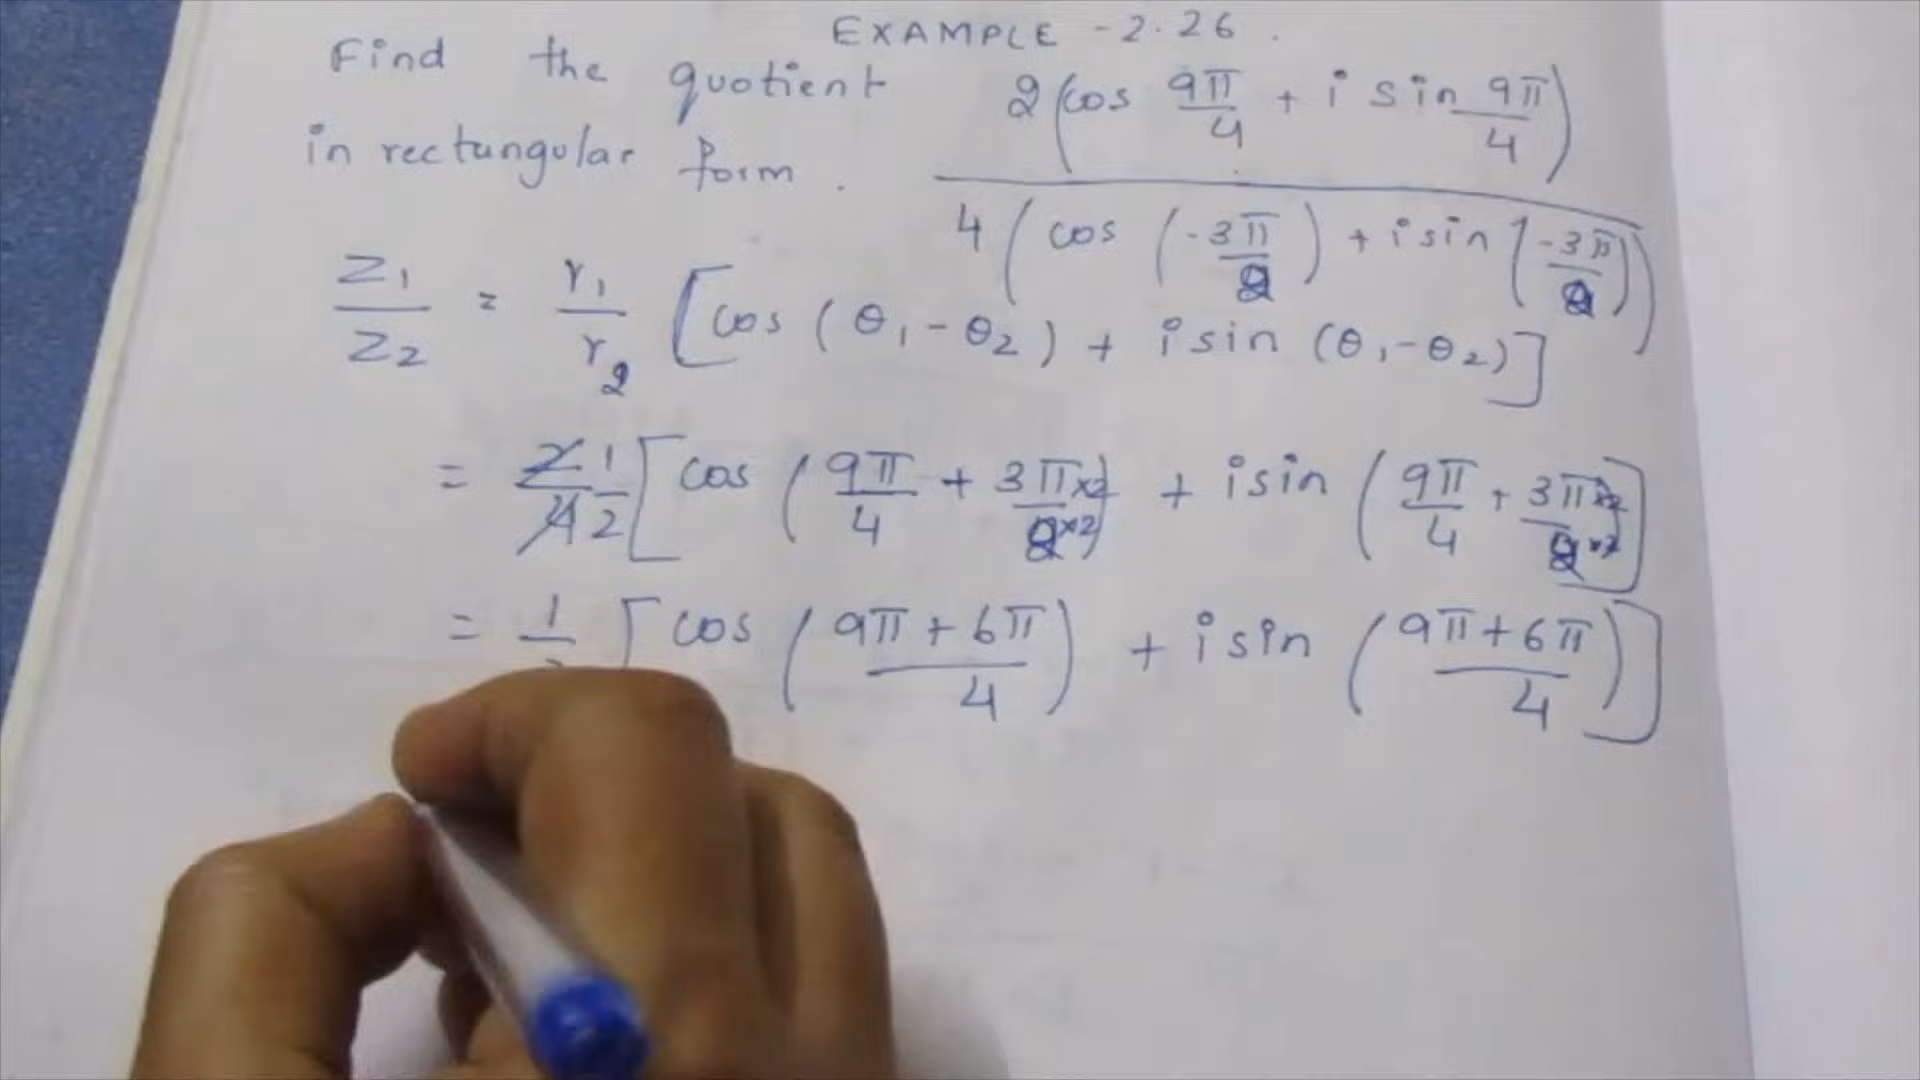 EXAMPLE - 2.26.
Find the quotient 2(cos 9π/4 + i sin 9π/4)
in rectangular form. 4(cos (-3π/2) + i sin (-3π/2))
z1/z2 = r1/r2 [cos (θ1 - θ2) + i sin (θ1 - θ2)]
= 2/4 1/2 [cos (9π/4 + 3π×2/2×2) + i sin (9π/4 + 3π×2/2×2)]
= 1/2 [cos (9π + 6π/4) + i sin (9π + 6π/4)]